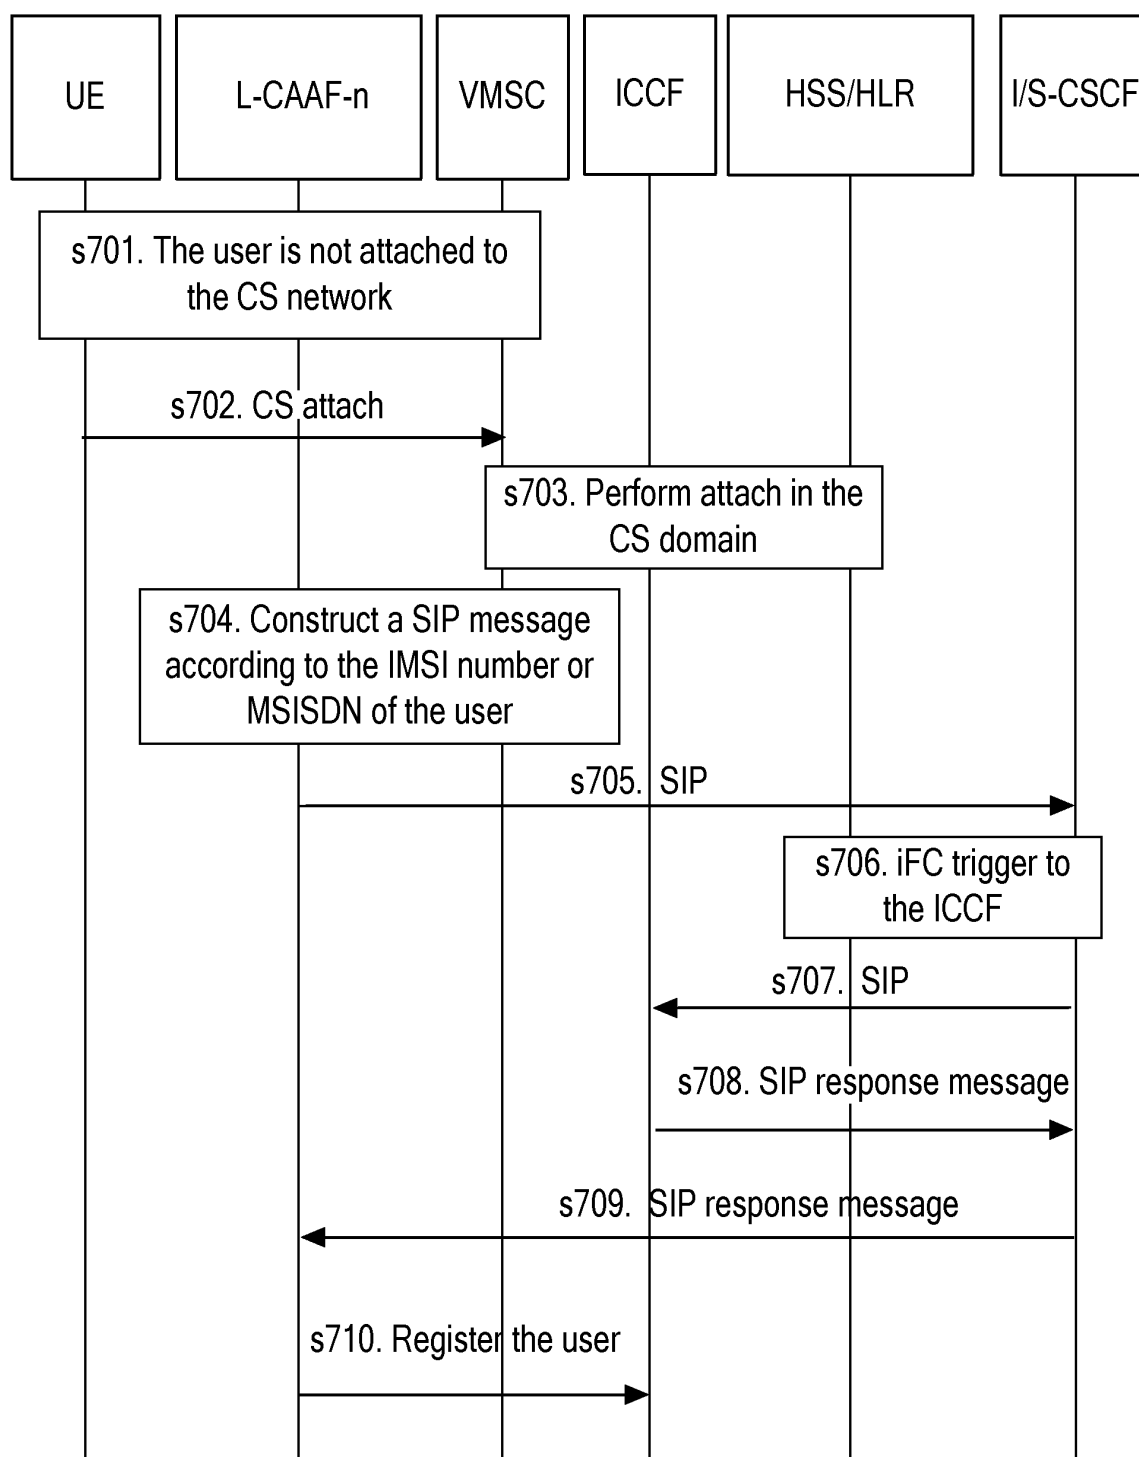 UE
L-CAAF-n
VMSC
ICCF
HSS/HLR
I/S-CSCF
s701. The user is not attached to
the CS network
s702. CS attach
s703. Perform attach in the
CS domain
s704. Construct a SIP message
according to the IMSI number or
MSISDN of the user
s705. SIP
s706. iFC trigger to
the ICCF
s707. SIP
s708. SIP response message
s709. SIP response message
s710. Register the user